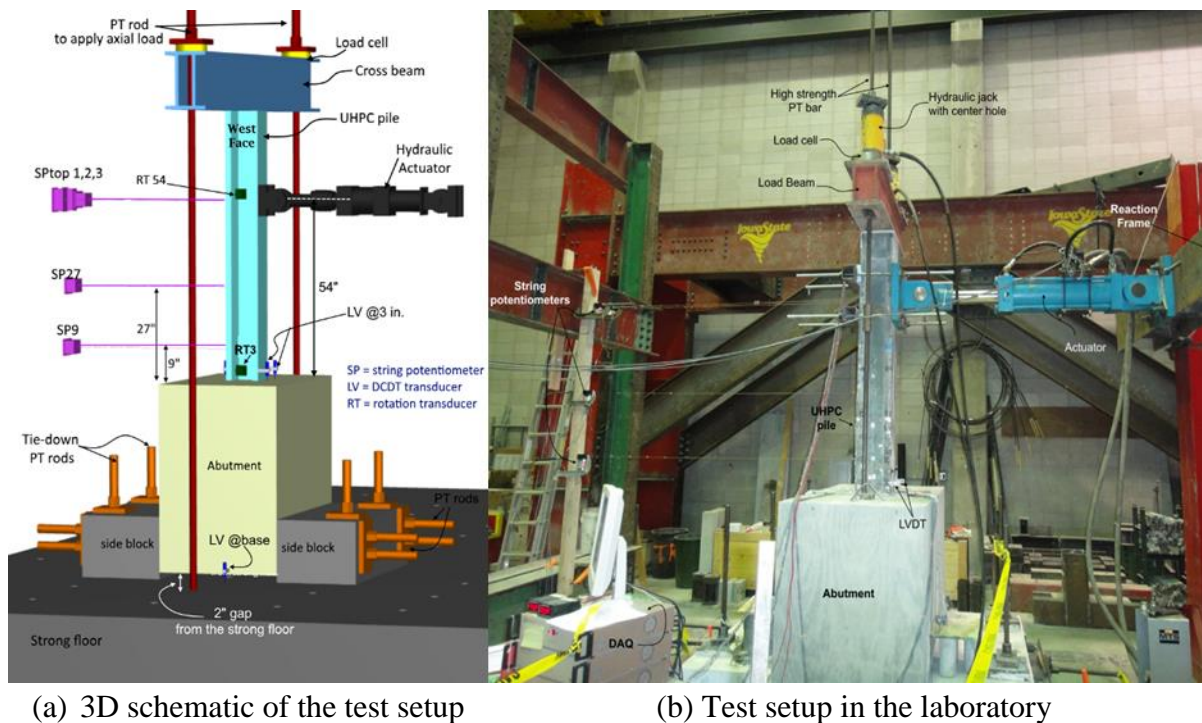 PT rod
to apply axial load
Load cell
Cross beam
West
Face
UHPC pile
Hydraulic
Actuator
SPtop 1,2,3
RT 54
SP27
54"
27"
LV @3 in.
SP9
9"
RT3
SP = string potentiometer
LV = DCDT transducer
RT = rotation transducer
Tie-down
PT rods
Abutment
PT rods
side block
LV @base
side block
2" gap
from the strong floor
Strong floor
(a) 3D schematic of the test setup
High strength
PT bar
Hydraulic jack
with center hole
Load cell
Load Beam
Reaction
Frame
IowaState
IowaState
String
potentiometers
Actuator
UHPC
pile
LVDT
Abutment
DAQ
MTS
(b) Test setup in the laboratory